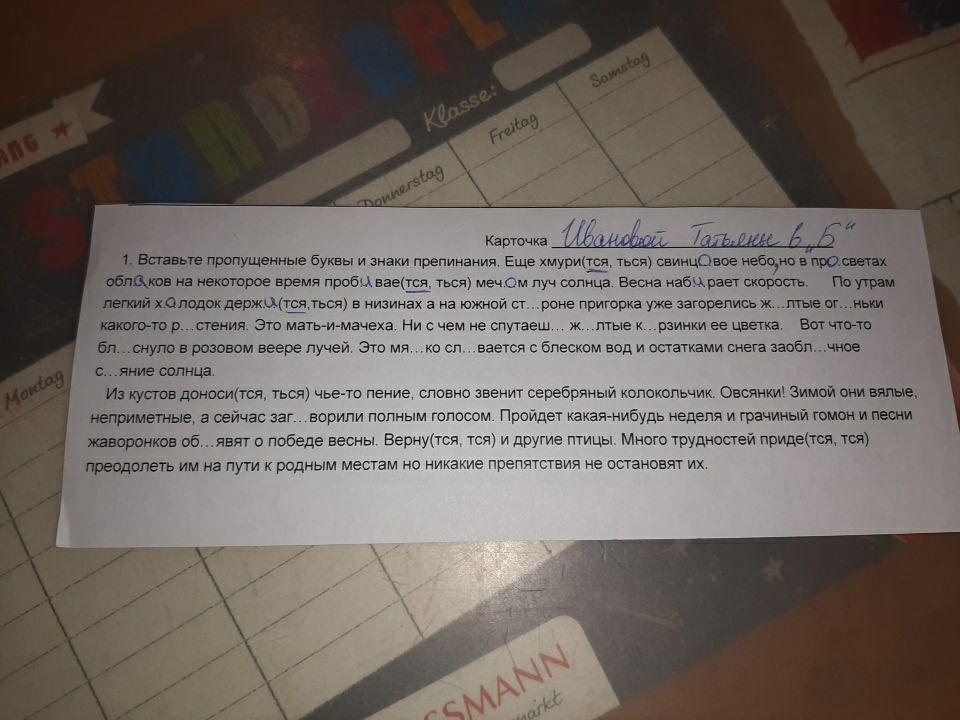 STUNDENPL
ANG
Klasse:
Samstag
Freitag
Donnerstag
Montag
Карточка Ивановой Татьяны 6 „Б“
1. Вставьте пропущенные буквы и знаки препинания. Еще хмури(тся, ться) свинцовое небо, но в просветах
облаков на некоторое время пробивае(тся, ться) мечом луч солнца. Весна набирает скорость. По утрам
легкий холодок держи(тся,ться) в низинах а на южной ст…роне пригорка уже загорелись ж…лтые ог…ньки
какого-то р…стения. Это мать-и-мачеха. Ни с чем не спутаеш… ж…лтые к…рзинки ее цветка. Вот что-то
бл…снуло в розовом веере лучей. Это мя…ко сл…вается с блеском вод и остатками снега заобл…чное
с…яние солнца.
Из кустов доноси(тся, ться) чье-то пение, словно звенит серебряный колокольчик. Овсянки! Зимой они вялые,
неприметные, а сейчас заг…ворили полным голосом. Пройдет какая-нибудь неделя и грачиный гомон и песни
жаворонков об…явят о победе весны. Верну(тся, тся) и другие птицы. Много трудностей приде(тся, тся)
преодолеть им на пути к родным местам но никакие препятствия не остановят их.
SSMANN
markt